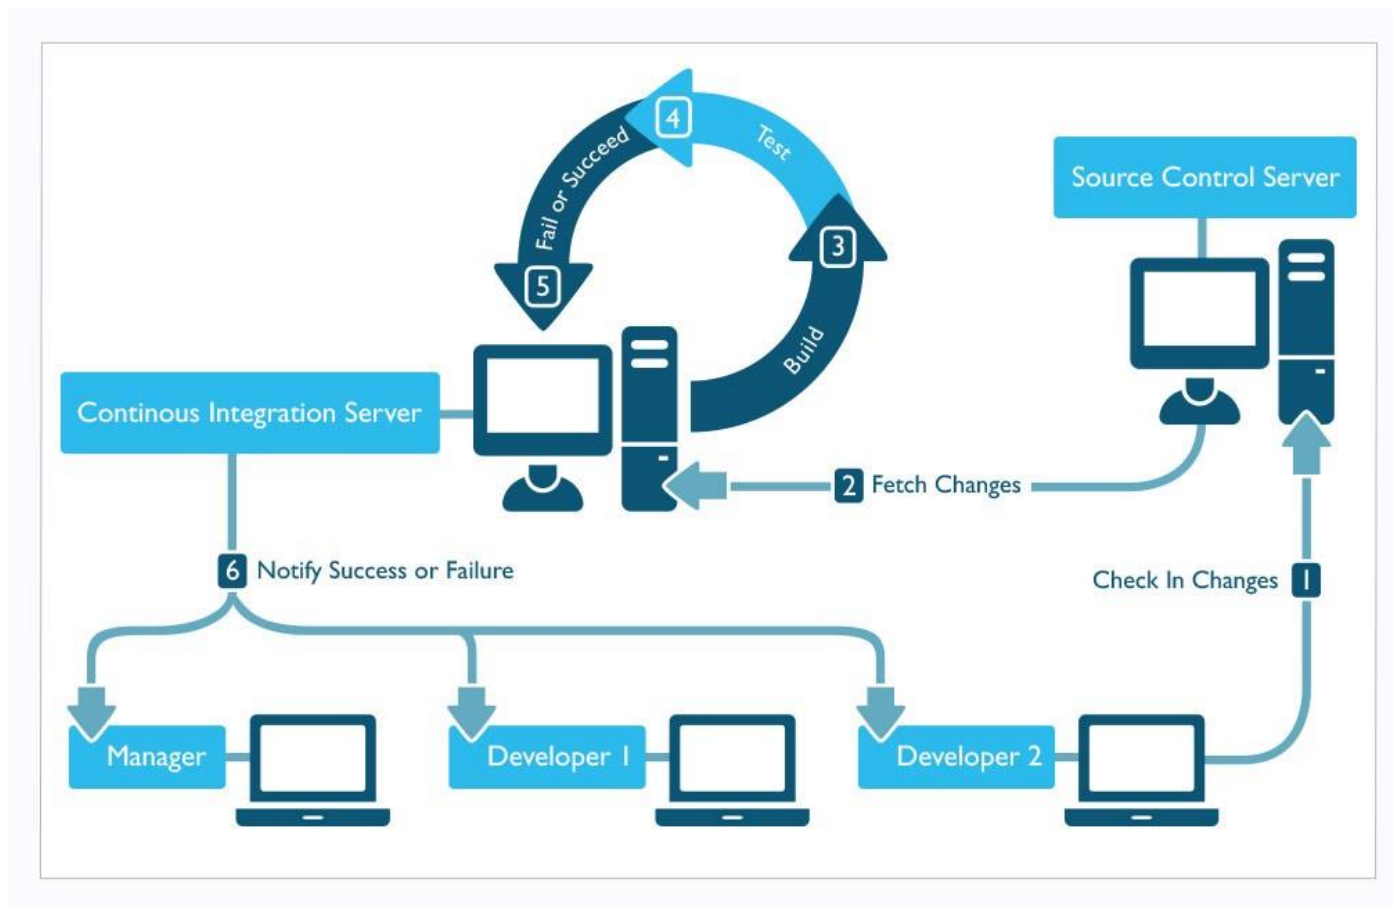 4
Test
Fail or Succeed
Source Control Server
3
5
Build
Continous Integration Server
2 Fetch Changes
6 Notify Success or Failure
Check In Changes 1
Manager
Developer 1
Developer 2